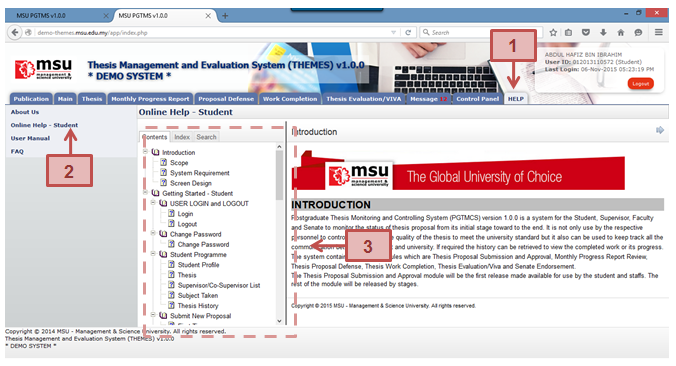 MSU PGTMS v1.0.0
MSU PGTMS v1.0.0
demo-themes.msu.edu.my/app/index.php
Search
1
msu
management & science university
Thesis Management and Evaluation System (THEMES) v1.0.0
* DEMO SYSTEM *
ABDUL HAFIZ BIN IBRAHIM
User ID: 012013110572 (Student)
Last Login: 06-Nov-2015 05:23:19 PM
Logout
Publication Main Thesis Monthly Progress Report Proposal Defense Work Completion Thesis Evaluation/VIVA Message Control Panel HELP
About Us
Online Help - Student
User Manual
FAQ
2
Online Help - Student
Contents Index Search
Introduction
Scope
System Requirement
Screen Design
Getting Started - Student
USER LOGIN and LOGOUT
Login
Logout
Change Password
Change Password
Student Programme
Student Profile
Thesis
Supervisor/Co-Supervisor List
Subject Taken
Thesis History
Submit New Proposal
3
Introduction
msu
management & science university
The Global University of Choice
INTRODUCTION
Postgraduate Thesis Monitoring and Controlling System (PGTMCS) version 1.0.0 is a system for the Student, Supervisor, Faculty
and Senate to monitor the status of thesis proposal from its initial stage toward the end. It is not only use by the respective
personnel to contro the quality of the thesis to meet the university standard but it also can be used to keep track all the
and university. If required the history can be retrieved to view the completed work or its progress.
The system contain which are Thesis Proposal Submission and Approval, Monthly Progress Report Review,
Thesis Proposal Defense, Thesis Work Completion, Thesis Evaluation/Viva and Senate Endorsement.
The Thesis Proposal Submission and Approval module will be the first release made available for use by the student and staffs. The
rest of the module will be released by stages.
Copyright © 2015 MSU - Management & Science University. All rights reserved.
Copyright © 2014 MSU - Management & Science University. All rights reserved.
Thesis Management and Evaluation System (THEMES) v1.0.0
* DEMO SYSTEM *